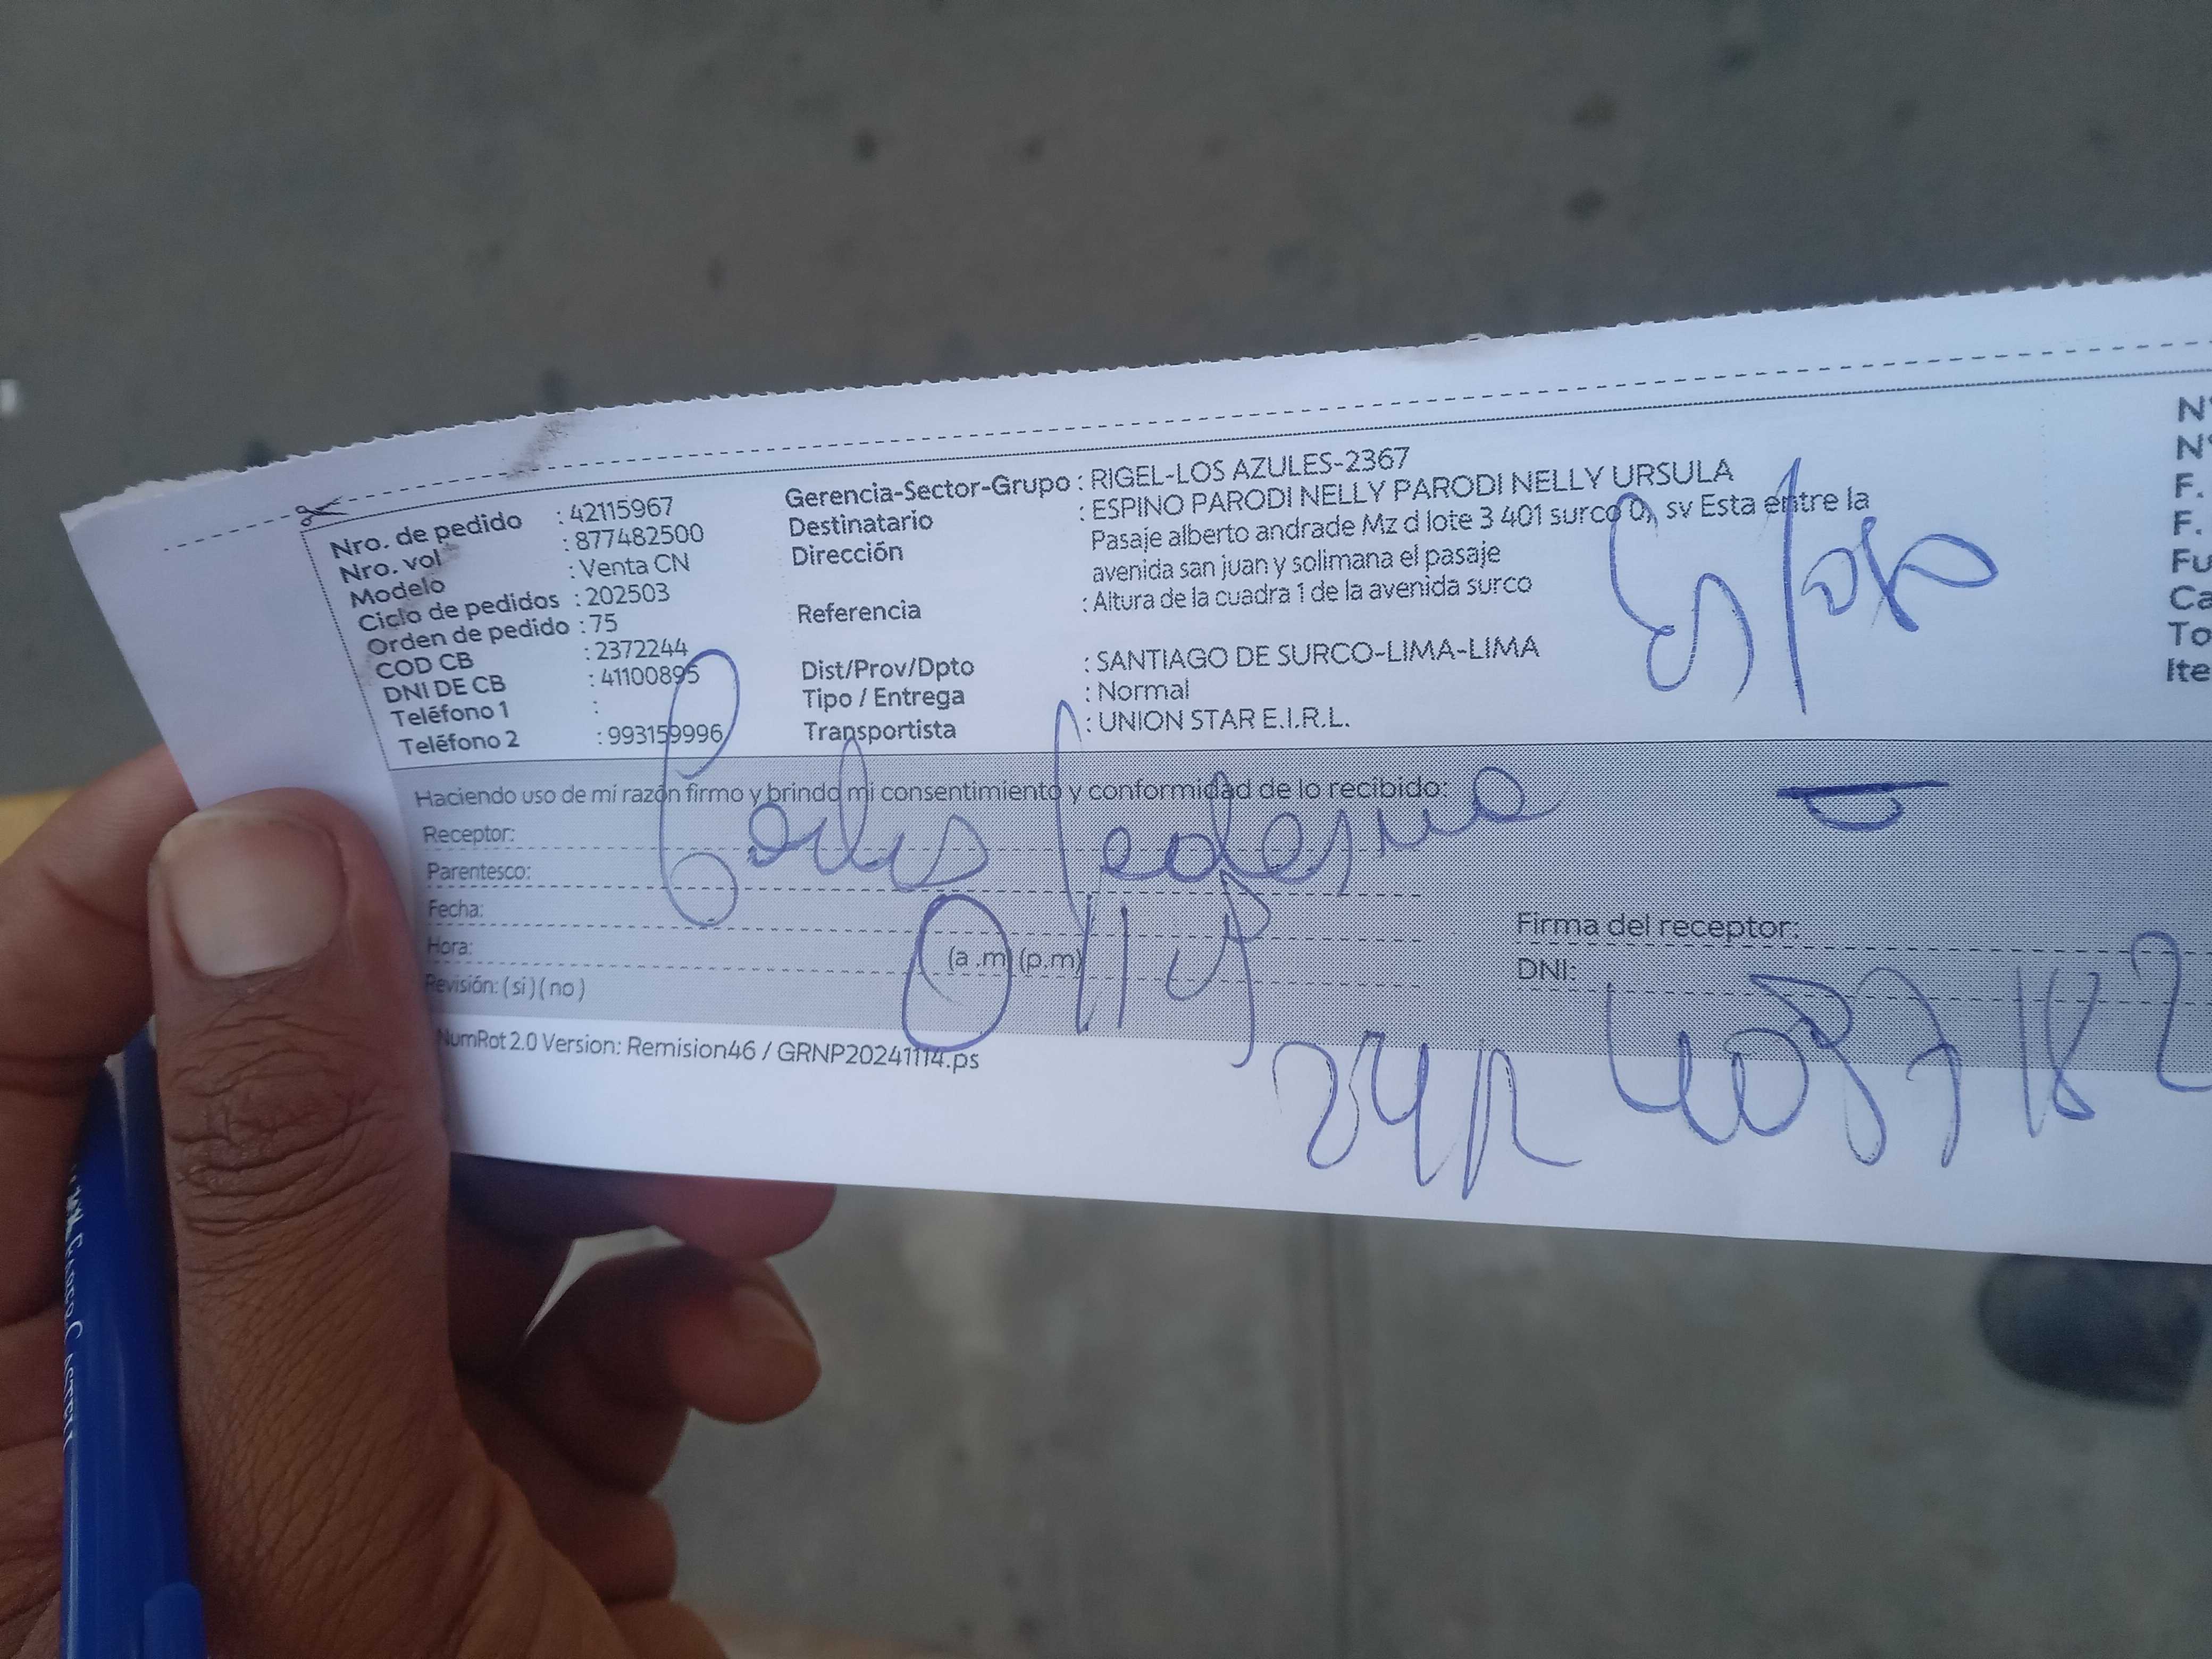 Nro. de pedido : 42115967
Nro. vol : 877482500
Modelo : Venta CN
Ciclo de pedidos : 202503
Orden de pedido : 75
COD CB : 2372244
DNI DE CB : 41100895
Teléfono 1 :
Teléfono 2 : 993159996
Gerencia-Sector-Grupo : RIGEL-LOS AZULES-2367
Destinatario : ESPINO PARODI NELLY PARODI NELLY URSULA
Dirección Pasaje alberto andrade Mz d lote 3 401 surco 0, sv Esta entre la
avenida san juan y solimana el pasaje
Referencia : Altura de la cuadra 1 de la avenida surco
Dist/Prov/Dpto : SANTIAGO DE SURCO-LIMA-LIMA
Tipo / Entrega : Normal
Transportista : UNION STAR E.I.R.L.
Esposo
N°
N°
F.
F.
Fu
Ca
To
Ite
Haciendo uso de mi razón firmo y brindo mi consentimiento y conformidad de lo recibido:
Receptor: Carlos
Parentesco:
Fecha:
Hora: (a.m) (p.m)
Revisión: (si) (no)
Firma del receptor:
DNI:
NumRot 2.0 Version: Remision46 / GRNP20241114.ps